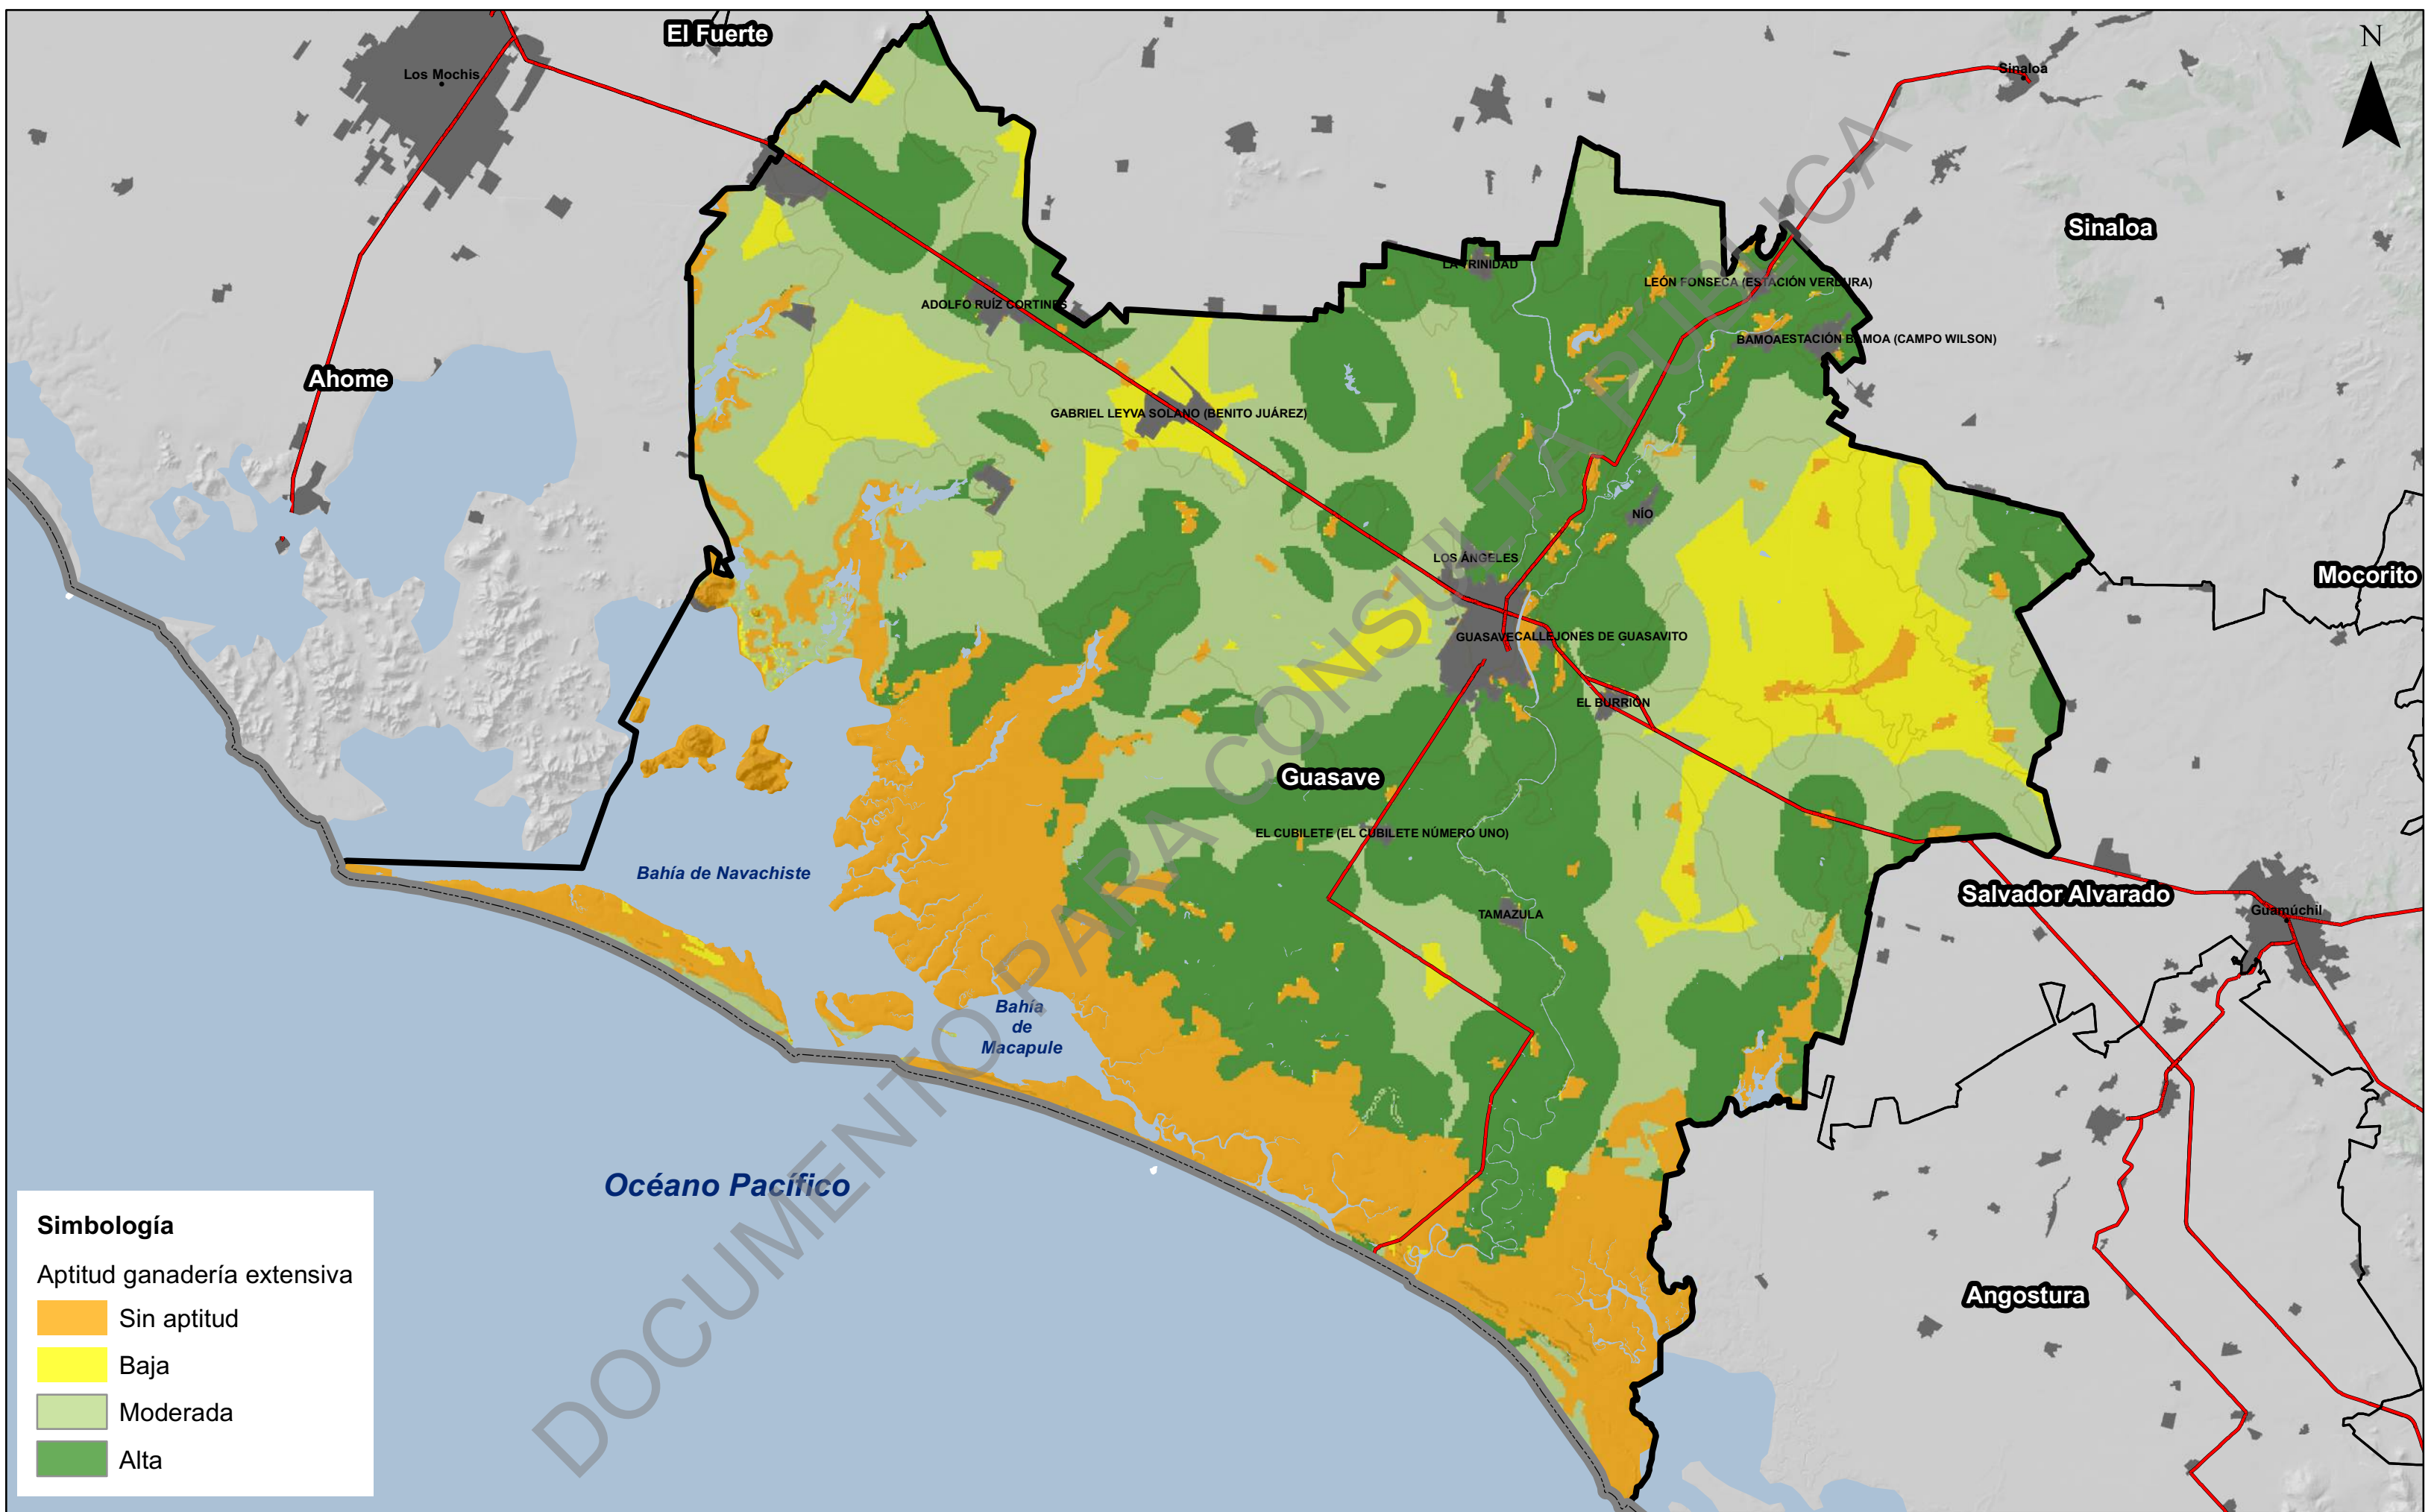 El Fuerte
N
Los Mochis
Sinaloa
Sinaloa
LA TRINIDAD
LEÓN FONSECA (ESTACIÓN VERDURA)
ADOLFO RUÍZ CORTINES
BAMOA
ESTACIÓN BAMOA (CAMPO WILSON)
Ahome
GABRIEL LEYVA SOLANO (BENITO JUÁREZ)
NÍO
LOS ÁNGELES
Mocorito
GUASAVE
CALLEJONES DE GUASAVITO
EL BURRIÓN
Guasave
EL CUBILETE (EL CUBILETE NÚMERO UNO)
Bahía de Navachiste
Salvador Alvarado
Guamúchil
TAMAZULA
Bahía
de
Macapule
Océano Pacífico
Angostura
DOCUMENTO PARA CONSULTA PUBLICA
Simbología
Aptitud ganadería extensiva
Sin aptitud
Baja
Moderada
Alta